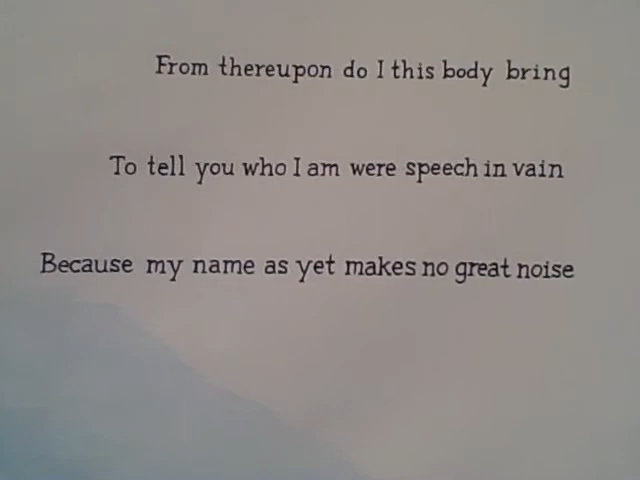 From thereupon do I this body bring
To tell you who I am were speech in vain
Because my name as yet makes no great noise